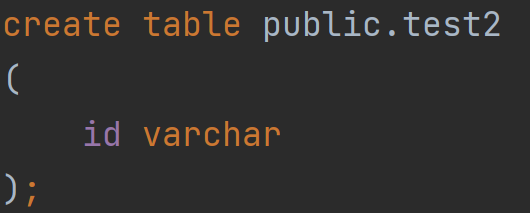 create table public.test2
(
    id varchar
);